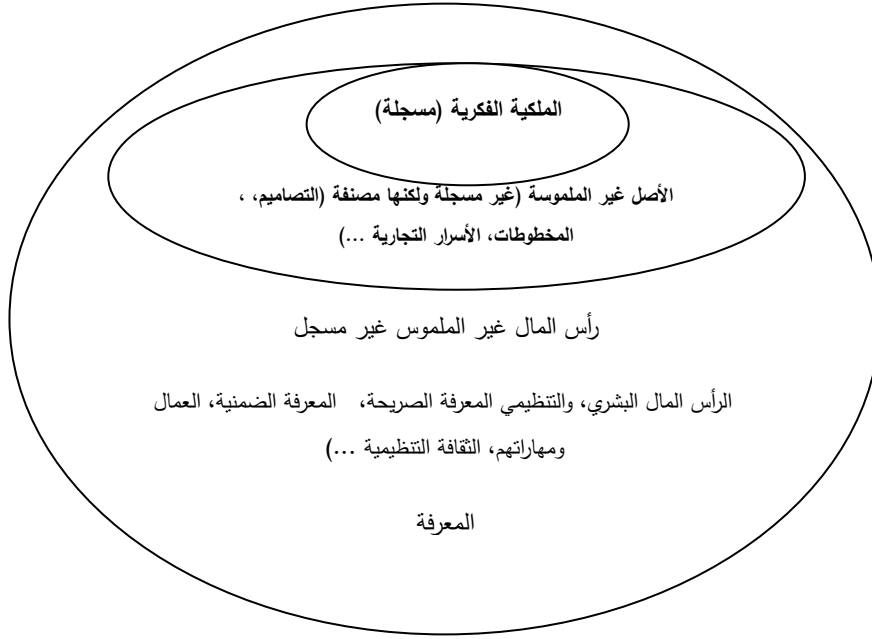 الملكية الفكرية (مسجلة)
الأصل غير الملموسة (غير مسجلة ولكنها مصنفة (التصاميم، ،
المخطوطات، الأسرار التجارية ...)
رأس المال غير الملموس غير مسجل
الرأس المال البشري، والتنظيمي المعرفة الصريحة، المعرفة الضمنية، العمال
ومهاراتهم، الثقافة التنظيمية ...)
المعرفة